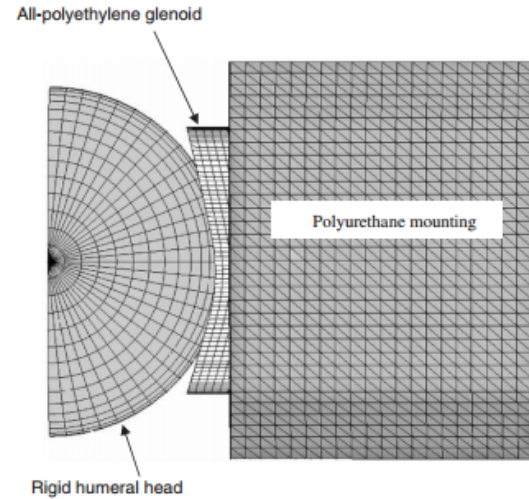 All-polyethylene glenoid
Polyurethane mounting
Rigid humeral head